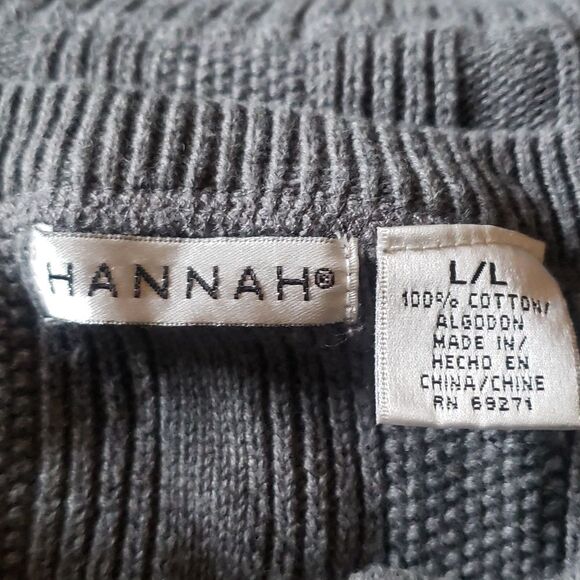 HANNAH®
L/L
100% COTTON/
ALGODON
MADE IN/
HECHO EN
CHINA/CHINE
RN 69271